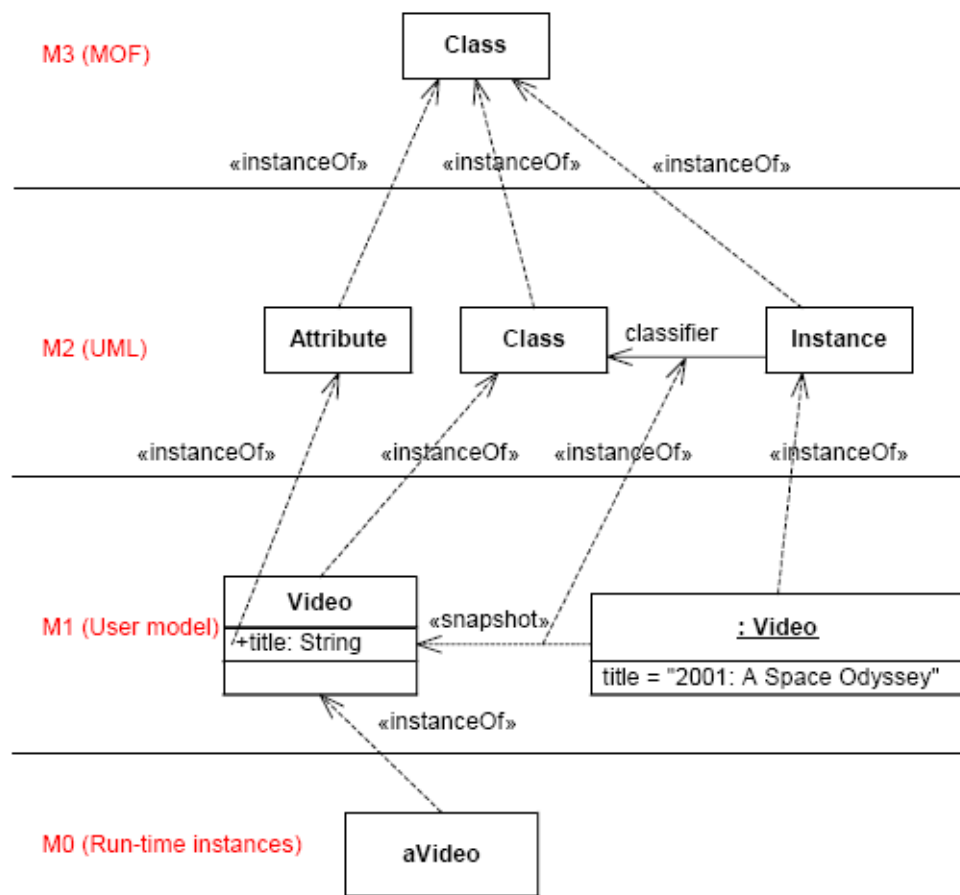 Class
M3 (MOF)
«instanceOf» «instanceOf» «instanceOf»
M2 (UML) Attribute Class classifier Instance
«instanceOf» «instanceOf» «instanceOf» «instanceOf»
Video
M1 (User model) +title: String «snapshot» : Video
title = "2001: A Space Odyssey"
«instanceOf»
M0 (Run-time instances) aVideo